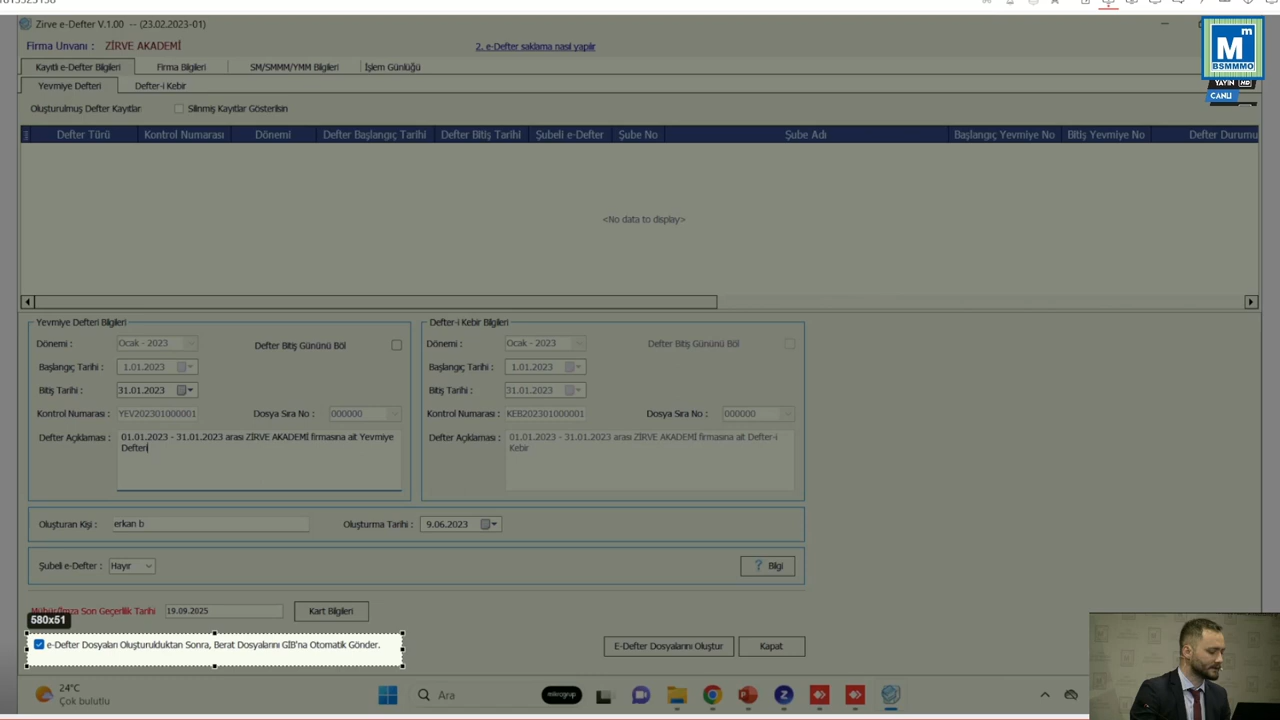 Zirve e-Defter V.1.00 -- (23.02.2023-01)
Firma Unvanı : ZİRVE AKADEMİ
2. e-Defter saklama nasıl yapılır
Kayıtlı e-Defter Bilgileri Firma Bilgileri SM/SMMM/YMM Bilgileri İşlem Günlüğü
Yevmiye Defteri Defter-i Kebir
Oluşturulmuş Defter Kayıtlar Silinmiş Kayıtlar Gösterilsin
Defter Türü Kontrol Numarası Dönemi Defter Başlangıç Tarihi Defter Bitiş Tarihi Şubeli e-Defter Şube No Şube Adı Başlangıç Yevmiye No Bitiş Yevmiye No Defter Durumu
<No data to display>
Yevmiye Defteri Bilgileri
Dönemi : Ocak - 2023 Defter Bitiş Gününü Böl
Başlangıç Tarihi : 1.01.2023
Bitiş Tarihi : 31.01.2023
Kontrol Numarası : YEV202301000001 Dosya Sıra No : 000000
Defter Açıklaması : 01.01.2023 - 31.01.2023 arası ZİRVE AKADEMİ firmasına ait Yevmiye
Defteri
Defter-i Kebir Bilgileri
Dönemi : Ocak - 2023 Defter Bitiş Gününü Böl
Başlangıç Tarihi : 1.01.2023
Bitiş Tarihi : 31.01.2023
Kontrol Numarası : KEB202301000001 Dosya Sıra No : 000000
Defter Açıklaması : 01.01.2023 - 31.01.2023 arası ZİRVE AKADEMİ firmasına ait Defter-i
Kebir
Oluşturan Kişi : erkan b Oluşturma Tarihi : 9.06.2023
Şubeli e-Defter : Hayır ? Bilgi
Mühür/İmza Son Geçerlilik Tarihi 19.09.2025 Kart Bilgileri
580x51
e-Defter Dosyaları Oluşturulduktan Sonra, Berat Dosyalarını GİB'na Otomatik Gönder.
E-Defter Dosyalarını Oluştur Kapat
24°C
Çok bulutlu
Ara
mikrogrup
M m
BSMMMO
YAYIN HD
CANLI